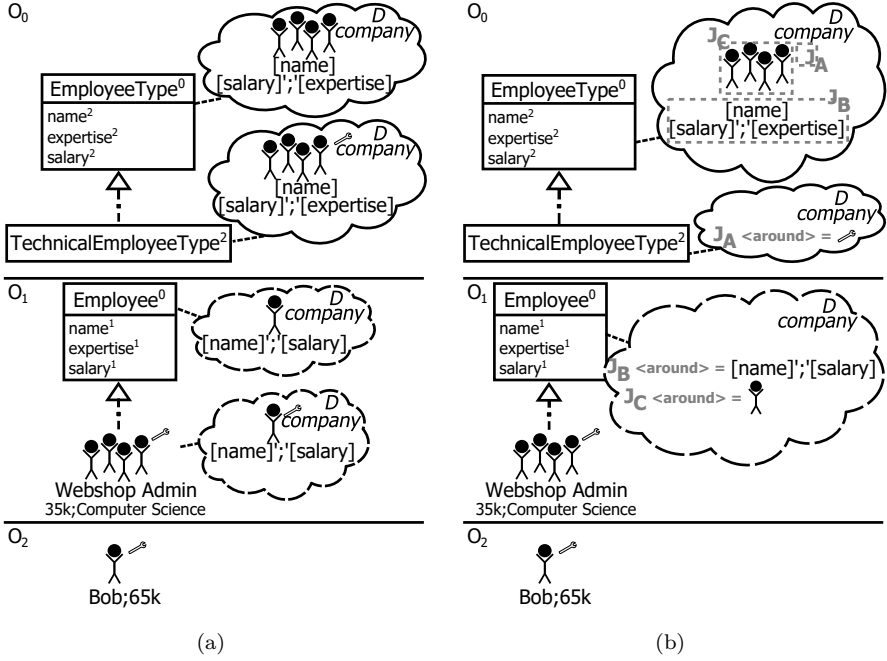 O0
D
company
[name]
[salary]';'[expertise]
EmployeeType0
name2
expertise2
salary2
D
company
[name]
[salary]';'[expertise]
TechnicalEmployeeType2
O1
Employee0
name1
expertise1
salary1
D
company
[name]';'[salary]
D
company
[name]';'[salary]
Webshop Admin
35k;Computer Science
O2
Bob;65k
(a)
O0
D
company
JC
JA
JB
[name]
[salary]';'[expertise]
EmployeeType0
name2
expertise2
salary2
D
company
JA <around> =
TechnicalEmployeeType2
O1
Employee0
name1
expertise1
salary1
D
company
JB <around> = [name]';'[salary]
JC <around> =
Webshop Admin
35k;Computer Science
O2
Bob;65k
(b)